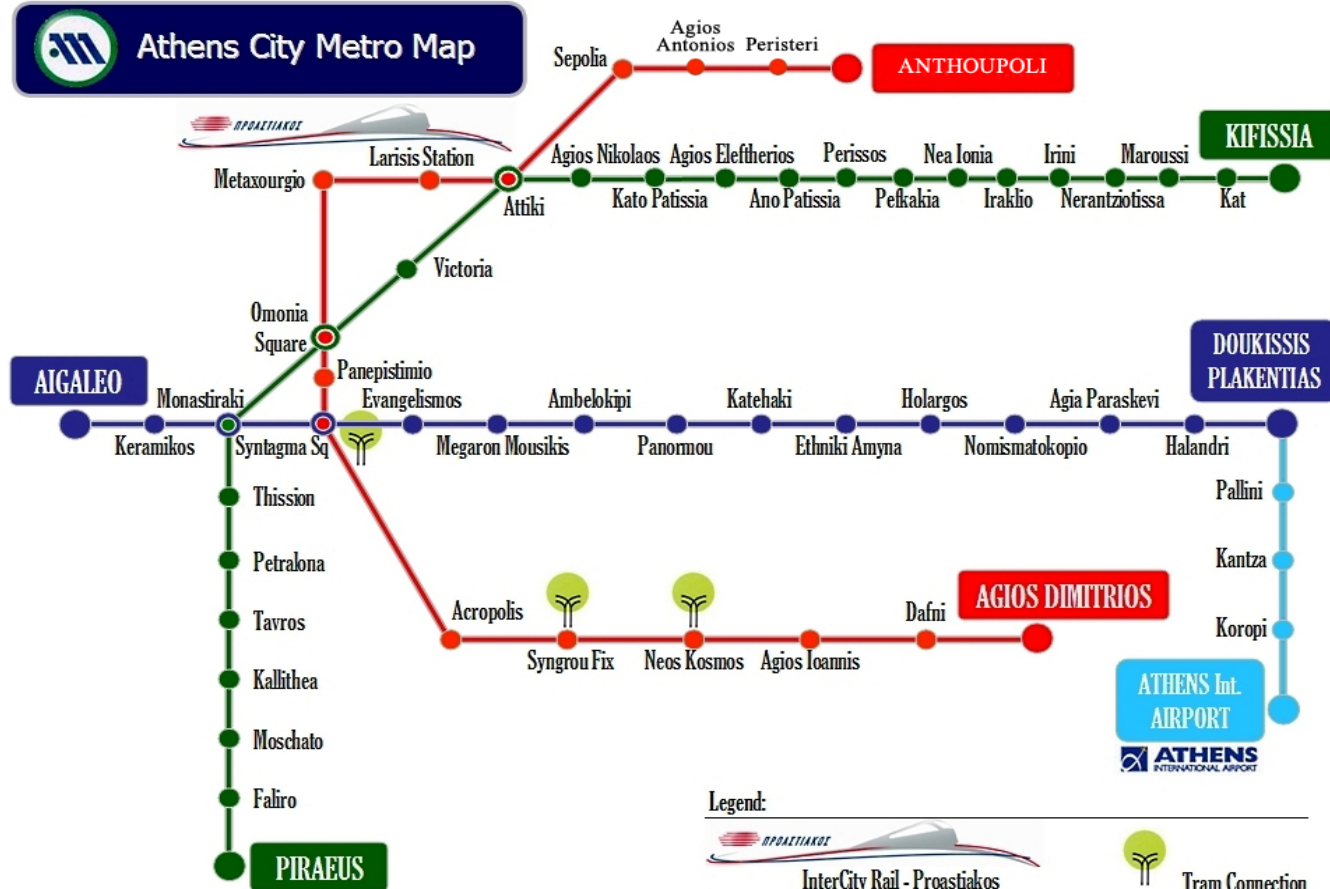 Athens City Metro Map
Sepolia
Agios
Antonios
Peristeri
ANTHOUPOLI
ΠΡΟΑΣΤΙΑΚΟΣ
KIFISSIA
Larisis Station
Metaxourgio
Attiki
Agios Nikolaos
Kato Patissia
Agios Eleftherios
Ano Patissia
Perissos
Pefkakia
Nea Ionia
Iraklio
Irini
Nerantziotissa
Maroussi
Kat
Victoria
Omonia
Square
Panepistimio
AIGALEO
Keramikos
Monastiraki
Syntagma Sq
Evangelismos
Megaron Mousikis
Ambelokipi
Panormou
Katehaki
Ethniki Amyna
Holargos
Nomismatokopio
Agia Paraskevi
Halandri
DOUKISSIS
PLAKENTIAS
Pallini
Kantza
Koropi
ATHENS Int.
AIRPORT
ATHENS
INTERNATIONAL AIRPORT
Thission
Petralona
Tavros
Kallithea
Moschato
Faliro
PIRAEUS
Acropolis
Syngrou Fix
Neos Kosmos
Agios Ioannis
Dafni
AGIOS DIMITRIOS
Legend:
ΠΡΟΑΣΤΙΑΚΟΣ
InterCity Rail - Proastiakos
Tram Connection